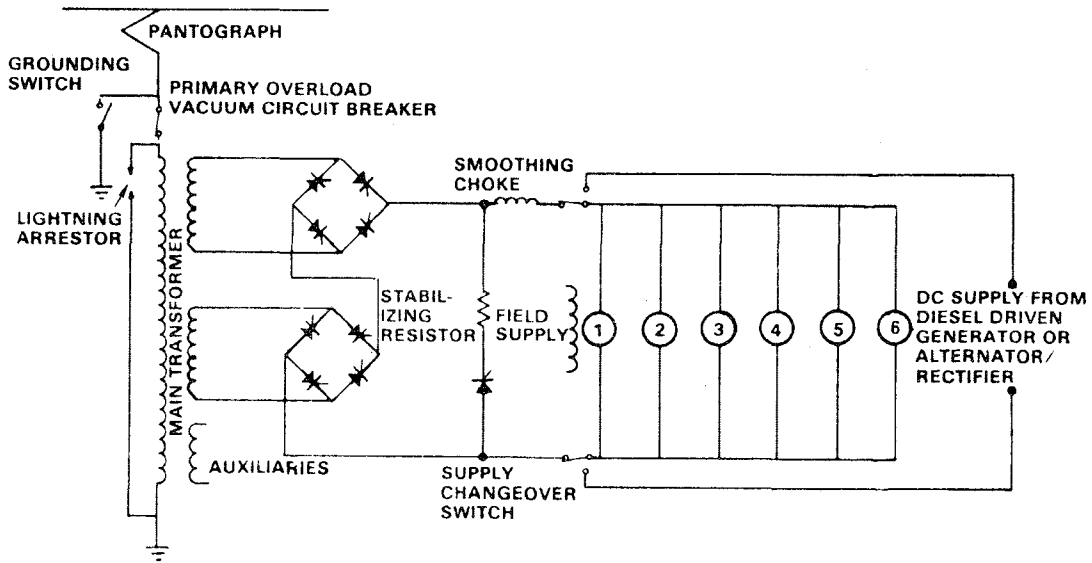 PANTOGRAPH
GROUNDING
SWITCH
PRIMARY OVERLOAD
VACUUM CIRCUIT BREAKER
LIGHTNING
ARRESTOR
MAIN TRANSFORMER
AUXILIARIES
STABIL-
IZING
RESISTOR
SMOOTHING
CHOKE
FIELD
SUPPLY
1
2
3
4
5
6
SUPPLY
CHANGEOVER
SWITCH
DC SUPPLY FROM
DIESEL DRIVEN
GENERATOR OR
ALTERNATOR/
RECTIFIER